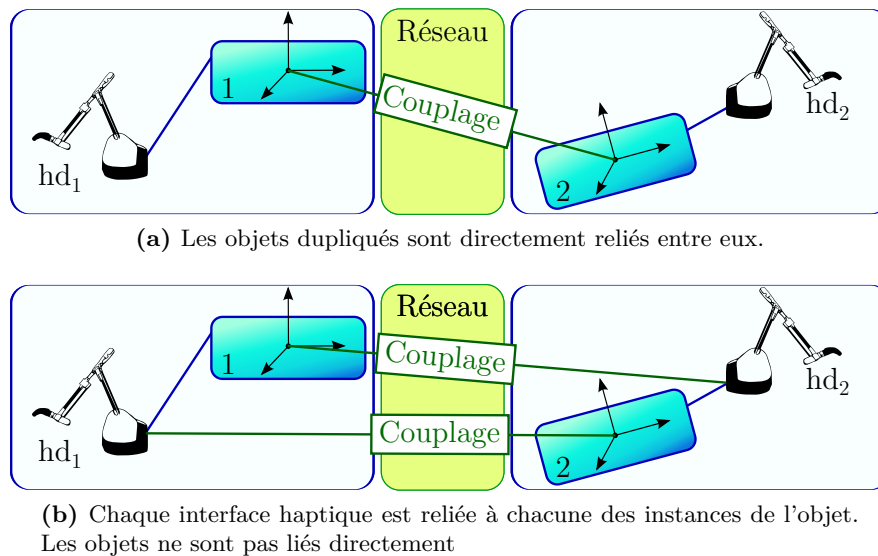 Réseau
1
Couplage
hd₂
hd₁
2
(a) Les objets dupliqués sont directement reliés entre eux.
Réseau
1
Couplage
hd₂
hd₁
Couplage
2
(b) Chaque interface haptique est reliée à chacune des instances de l'objet.
Les objets ne sont pas liés directement